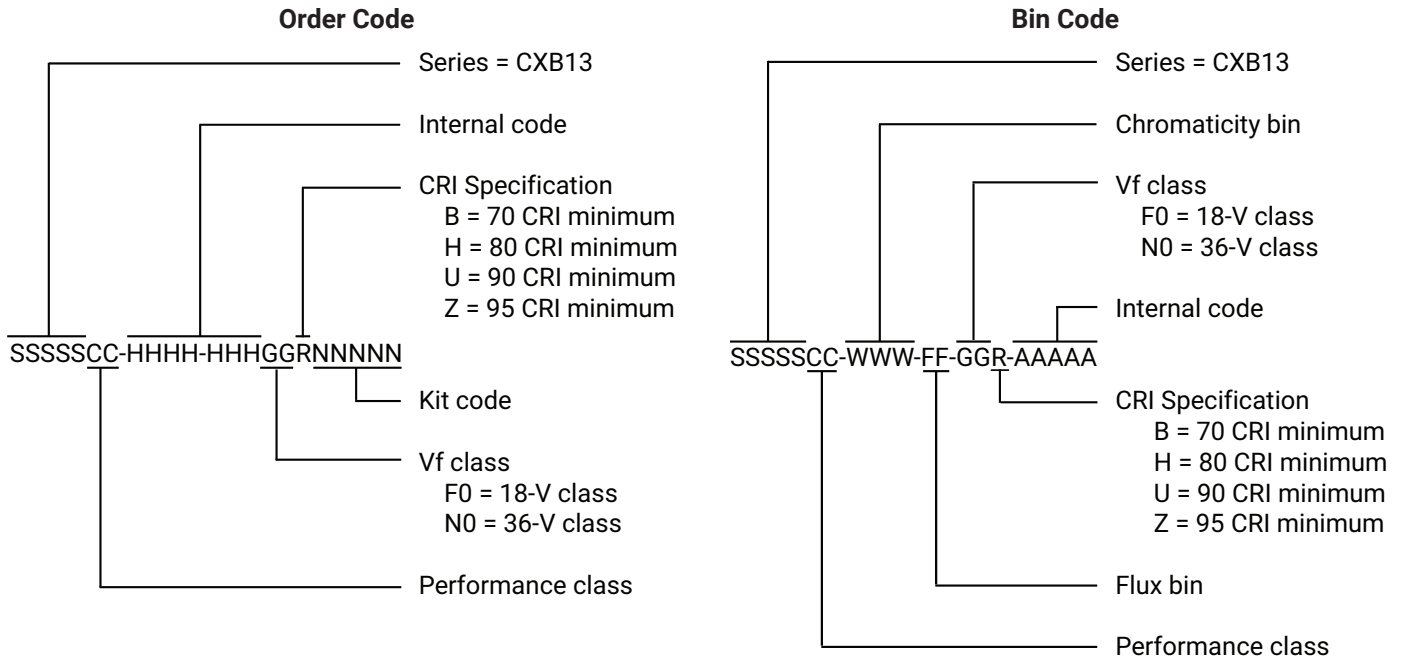 Order Code
Series = CXB13
Internal code
CRI Specification
B = 70 CRI minimum
H = 80 CRI minimum
U = 90 CRI minimum
Z = 95 CRI minimum
SSSSSCC-HHHH-HHHGGRNNNNN
Kit code
Vf class
F0 = 18-V class
N0 = 36-V class
Performance class
Bin Code
Series = CXB13
Chromaticity bin
Vf class
F0 = 18-V class
N0 = 36-V class
Internal code
SSSSSCC-WWW-FF-GGR-AAAAA
CRI Specification
B = 70 CRI minimum
H = 80 CRI minimum
U = 90 CRI minimum
Z = 95 CRI minimum
Flux bin
Performance class